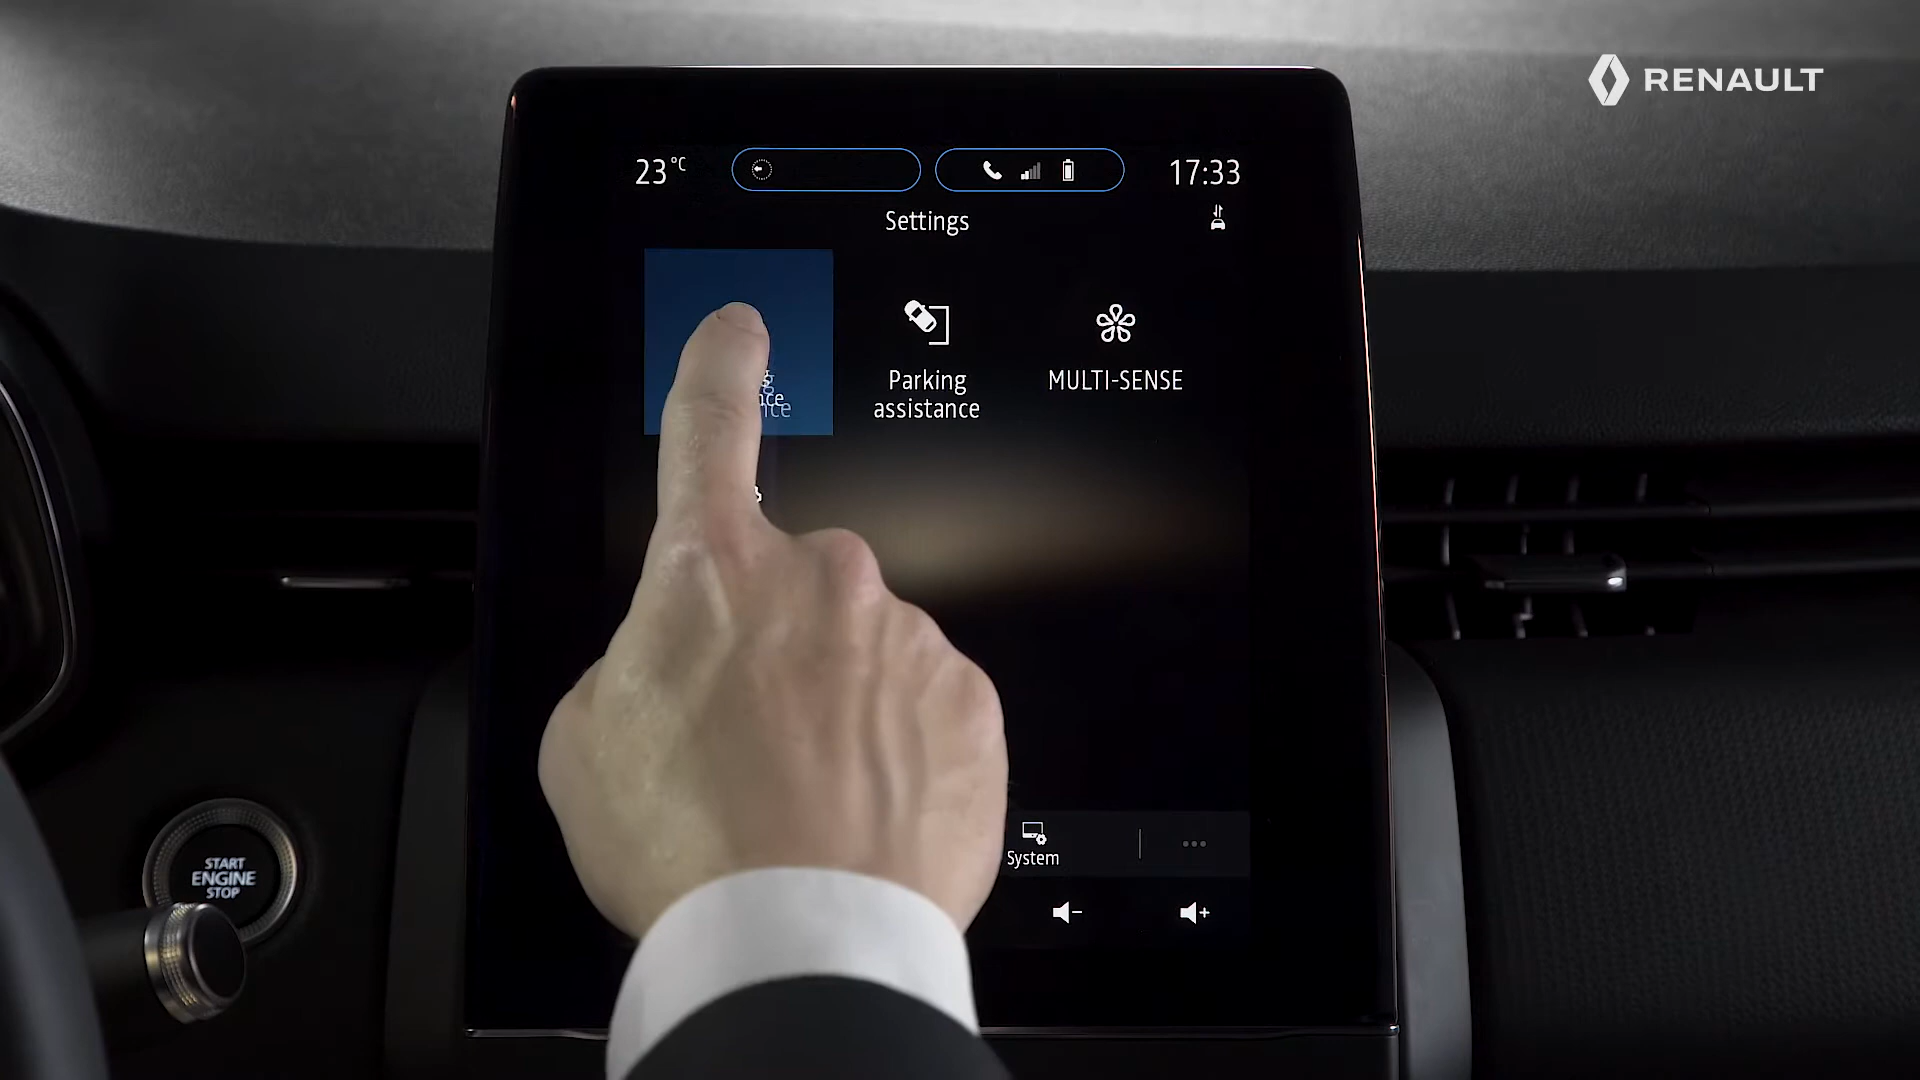 RENAULT
23°C
17:33
Settings
Parking
assistance
MULTI-SENSE
System
START
ENGINE
STOP